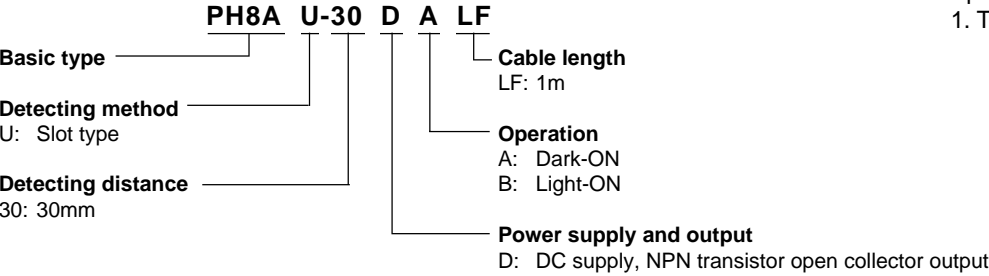 PH8A U-30 D A LF
1. T
Basic type
Cable length
LF: 1m
Detecting method
U: Slot type
Operation
A: Dark-ON
B: Light-ON
Detecting distance
30: 30mm
Power supply and output
D: DC supply, NPN transistor open collector output